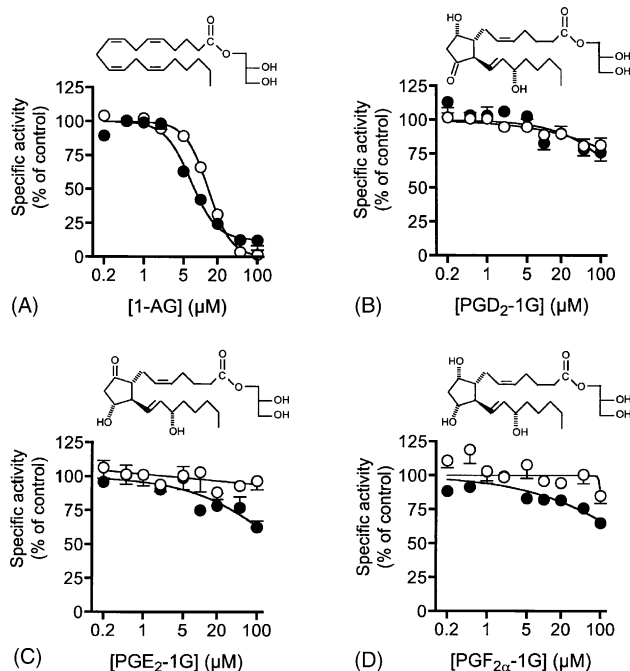 O
C
O
OH
OH
Specific activity
(% of control)
125
100
75
50
25
0
0.2
1
5
20
100
(A)
[1-AG] (µM)
HO
O
OH
O
C
O
OH
OH
Specific activity
(% of control)
125
100
75
50
25
0
0.2
1
5
20
100
(B)
[PGD₂-1G] (µM)
O
HO
OH
O
C
O
OH
OH
Specific activity
(% of control)
125
100
75
50
25
0
0.2
1
5
20
100
(C)
[PGE₂-1G] (µM)
HO
HO
OH
O
C
O
OH
OH
Specific activity
(% of control)
125
100
75
50
25
0
0.2
1
5
20
100
(D)
[PGF₂α-1G] (µM)